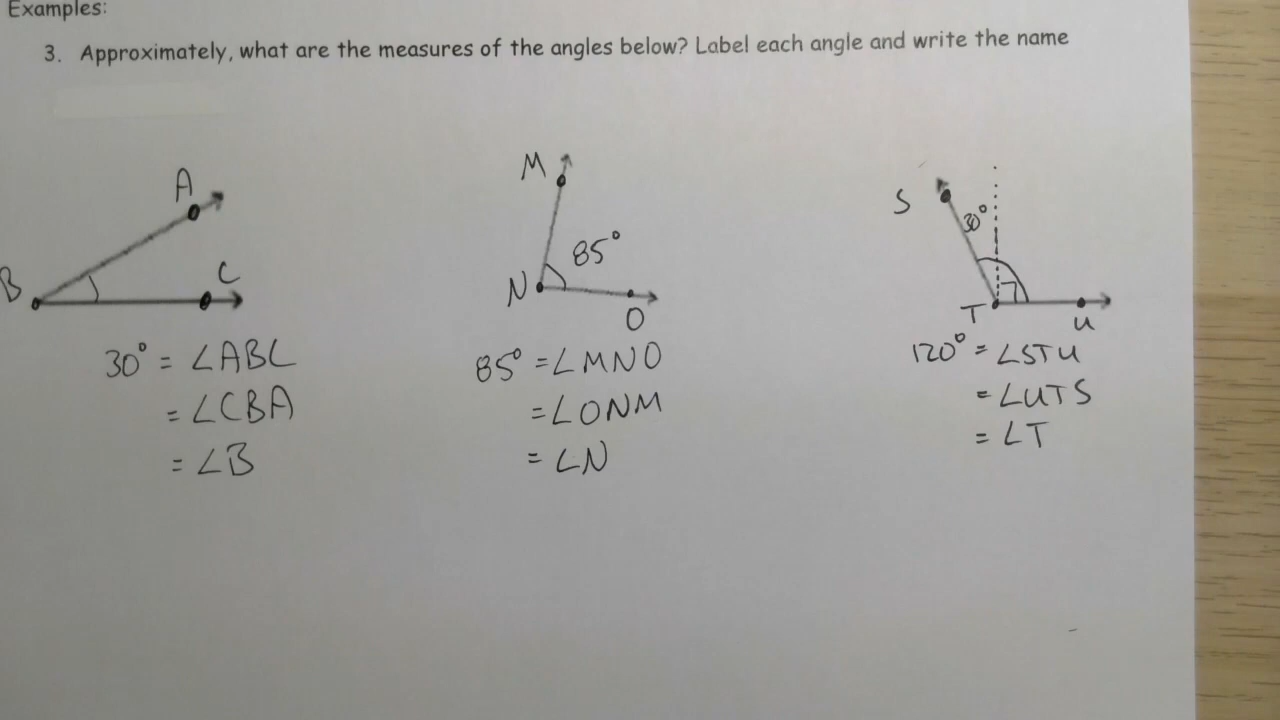 Examples:
3. Approximately, what are the measures of the angles below? Label each angle and write the name
A
B
C
30° = ∠ABC
= ∠CBA
= ∠B
M
85°
N
O
85° = ∠MNO
= ∠ONM
= ∠N
S
30°
T
U
120° = ∠STU
= ∠UTS
= ∠T